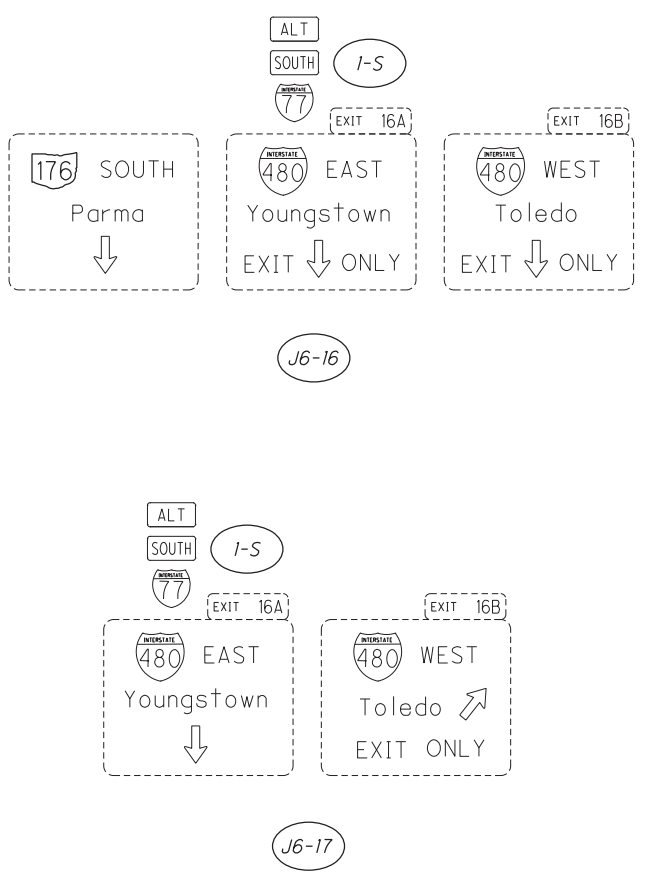 ALT
SOUTH
1-S
INTERSTATE
77
EXIT 16A
EXIT 16B
176 SOUTH
Parma
INTERSTATE
480 EAST
Youngstown
EXIT ONLY
INTERSTATE
480 WEST
Toledo
EXIT ONLY
J6-16
ALT
SOUTH
1-S
INTERSTATE
77
EXIT 16A
EXIT 16B
INTERSTATE
480 EAST
Youngstown
INTERSTATE
480 WEST
Toledo
EXIT ONLY
J6-17